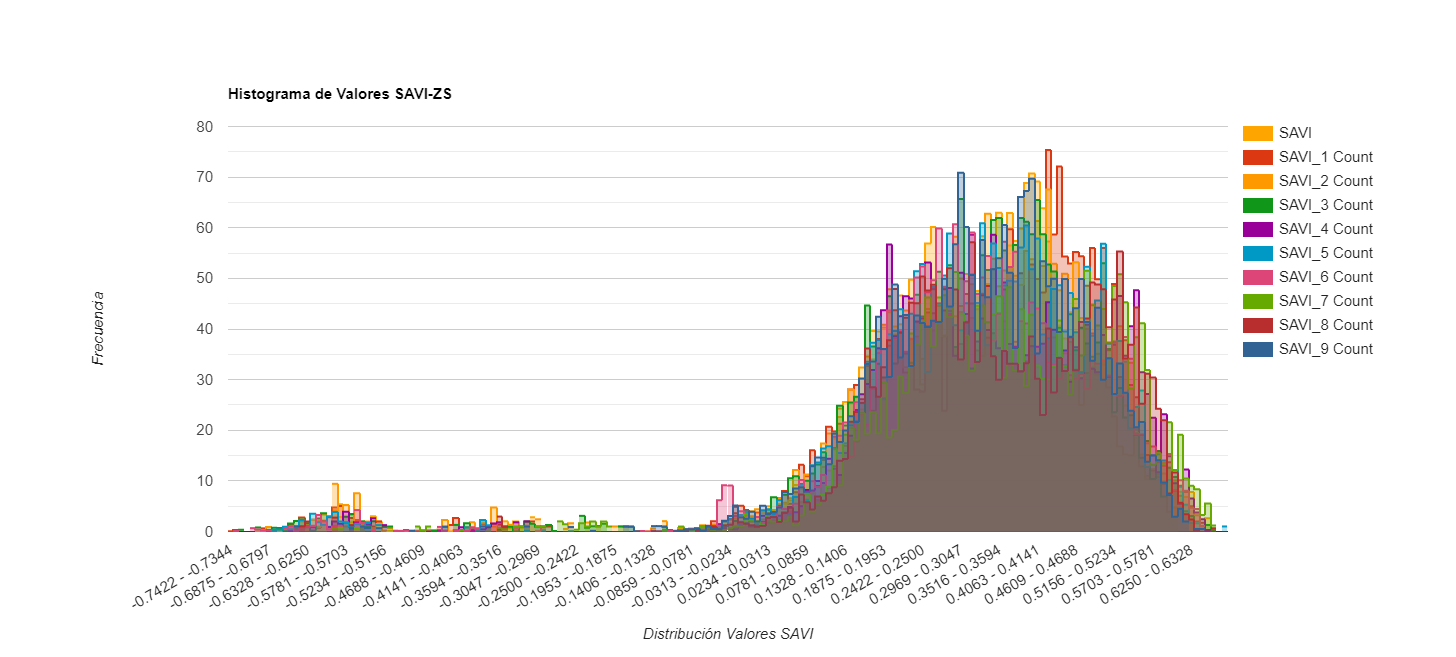 Histograma de Valores SAVI-ZS
80
70
60
50
40
30
20
10
0
Frecuencia
SAVI
SAVI_1 Count
SAVI_2 Count
SAVI_3 Count
SAVI_4 Count
SAVI_5 Count
SAVI_6 Count
SAVI_7 Count
SAVI_8 Count
SAVI_9 Count
-0.7422 - -0.7344
-0.6875 - -0.6797
-0.6328 - -0.6250
-0.5781 - -0.5703
-0.5234 - -0.5156
-0.4688 - -0.4609
-0.4141 - -0.4063
-0.3594 - -0.3516
-0.3047 - -0.2969
-0.2500 - -0.2422
-0.1953 - -0.1875
-0.1406 - -0.1328
-0.0859 - -0.0781
-0.0313 - -0.0234
0.0234 - 0.0313
0.0781 - 0.0859
0.1328 - 0.1406
0.1875 - 0.1953
0.2422 - 0.2500
0.2969 - 0.3047
0.3516 - 0.3594
0.4063 - 0.4141
0.4609 - 0.4688
0.5156 - 0.5234
0.5703 - 0.5781
0.6250 - 0.6328
Distribución Valores SAVI